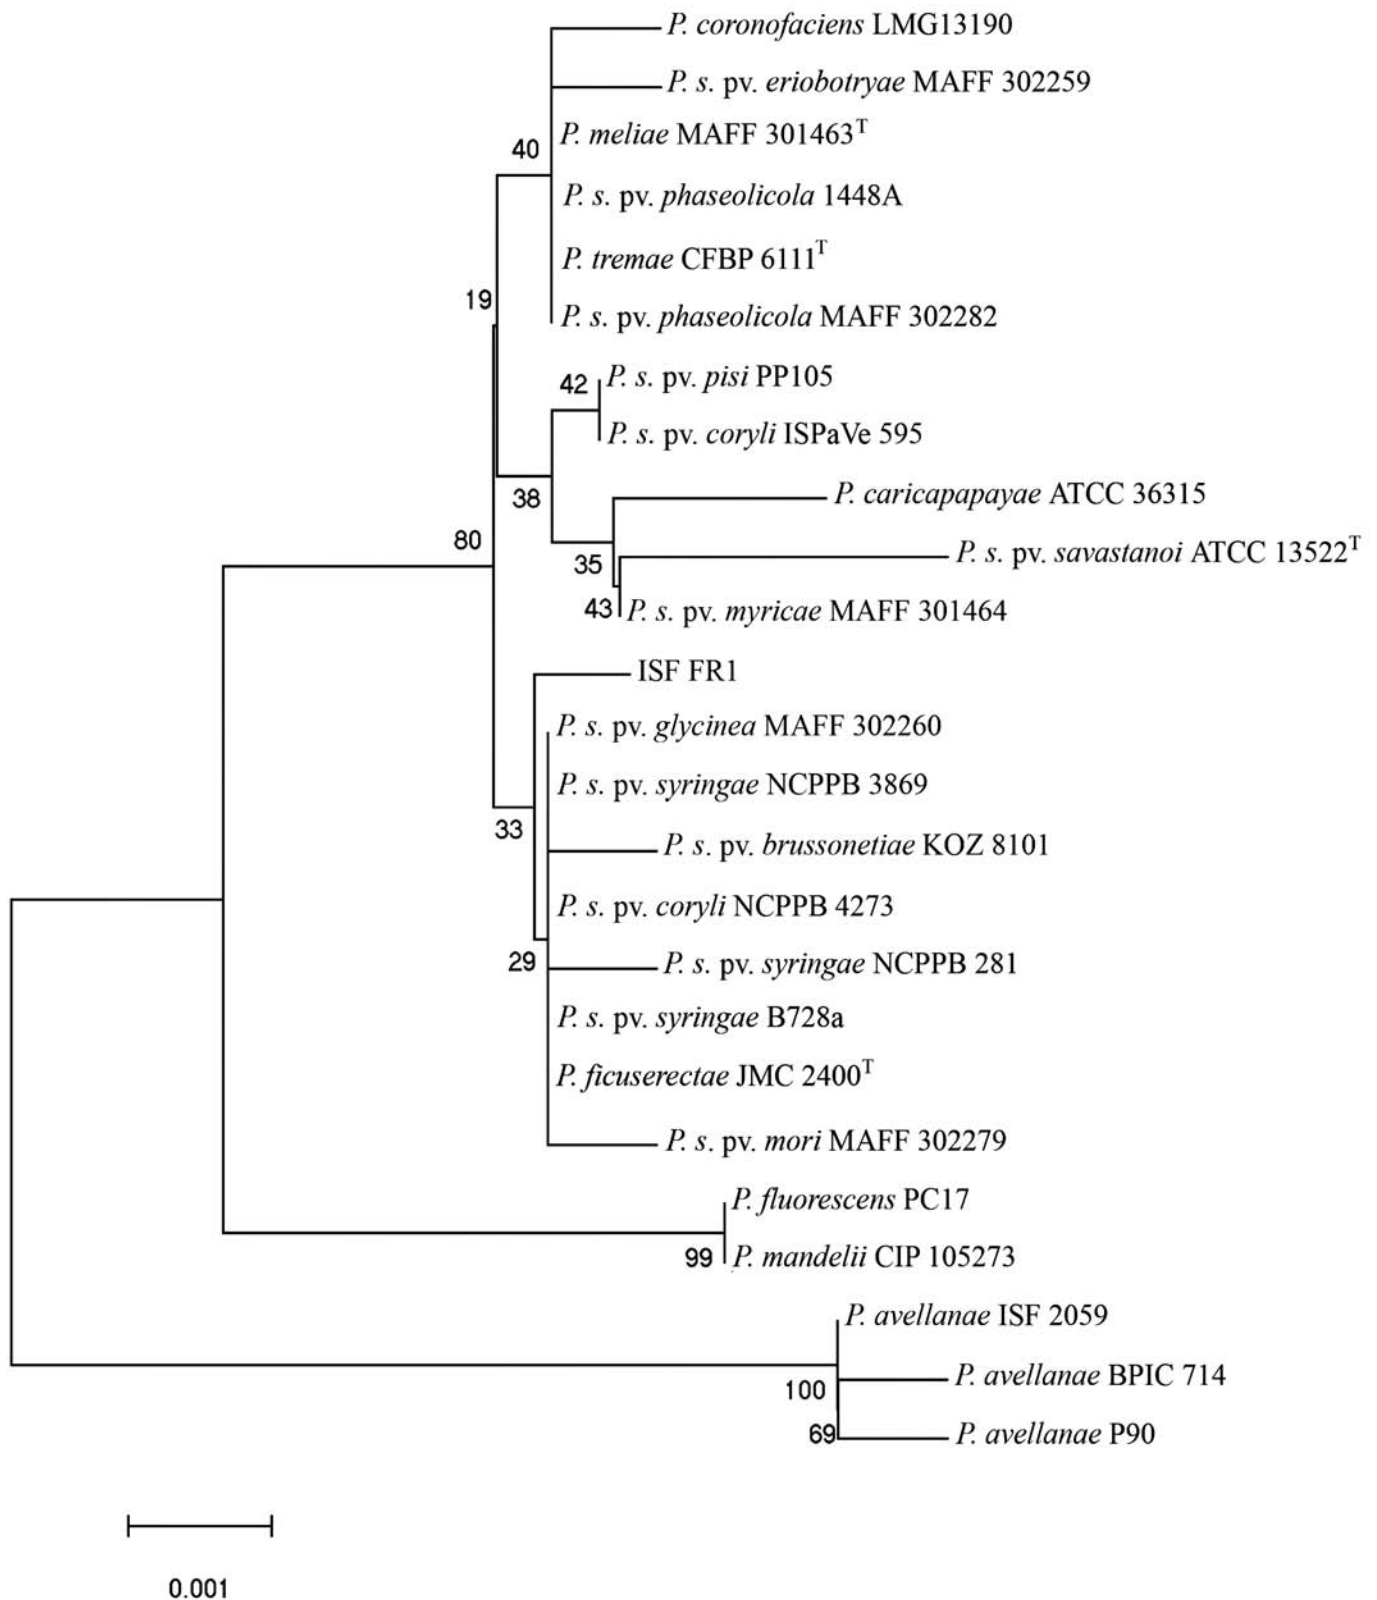 P. coronofaciens LMG13190
P. s. pv. eriobotryae MAFF 302259
P. meliae MAFF 301463T
40
P. s. pv. phaseolicola 1448A
P. tremae CFBP 6111T
19
P. s. pv. phaseolicola MAFF 302282
42
P. s. pv. pisi PP105
P. s. pv. coryli ISPaVe 595
38
P. caricapapayae ATCC 36315
80
P. s. pv. savastanoi ATCC 13522T
35
43
P. s. pv. myricae MAFF 301464
ISF FR1
P. s. pv. glycinea MAFF 302260
P. s. pv. syringae NCPPB 3869
33
P. s. pv. brussonetiae KOZ 8101
P. s. pv. coryli NCPPB 4273
29
P. s. pv. syringae NCPPB 281
P. s. pv. syringae B728a
P. ficuserectae JMC 2400T
P. s. pv. mori MAFF 302279
P. fluorescens PC17
99
P. mandelii CIP 105273
P. avellanae ISF 2059
100
P. avellanae BPIC 714
69
P. avellanae P90
0.001